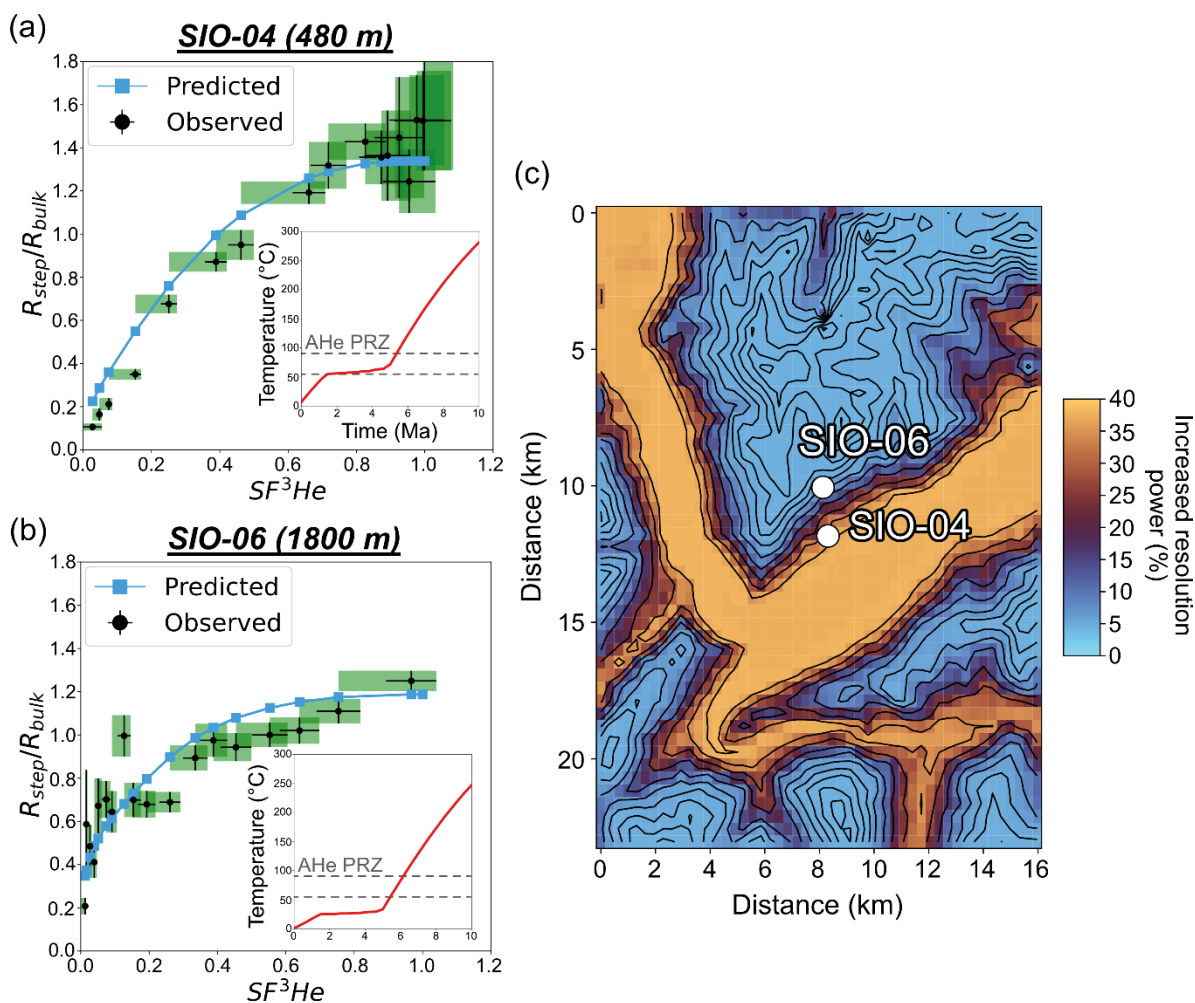 (a)
SIO-04 (480 m)
1.8
1.6
1.4
1.2
1.0
0.8
0.6
0.4
0.2
0.0
R_step/R_bulk
Predicted
Observed
300
250
200
150
100
50
0
Temperature (°C)
AHe PRZ
0 2 4 6 8 10
Time (Ma)
0.0 0.2 0.4 0.6 0.8 1.0 1.2
SF³He
(b)
SIO-06 (1800 m)
1.8
1.6
1.4
1.2
1.0
0.8
0.6
0.4
0.2
0.0
R_step/R_bulk
Predicted
Observed
300
250
200
150
100
50
0
Temperature (°C)
AHe PRZ
0 2 4 6 8 10
0.0 0.2 0.4 0.6 0.8 1.0 1.2
SF³He
(c)
0
5
10
15
20
Distance (km)
SIO-06
SIO-04
0 2 4 6 8 10 12 14 16
Distance (km)
40
35
30
25
20
15
10
5
0
Increased resolution
power (%)